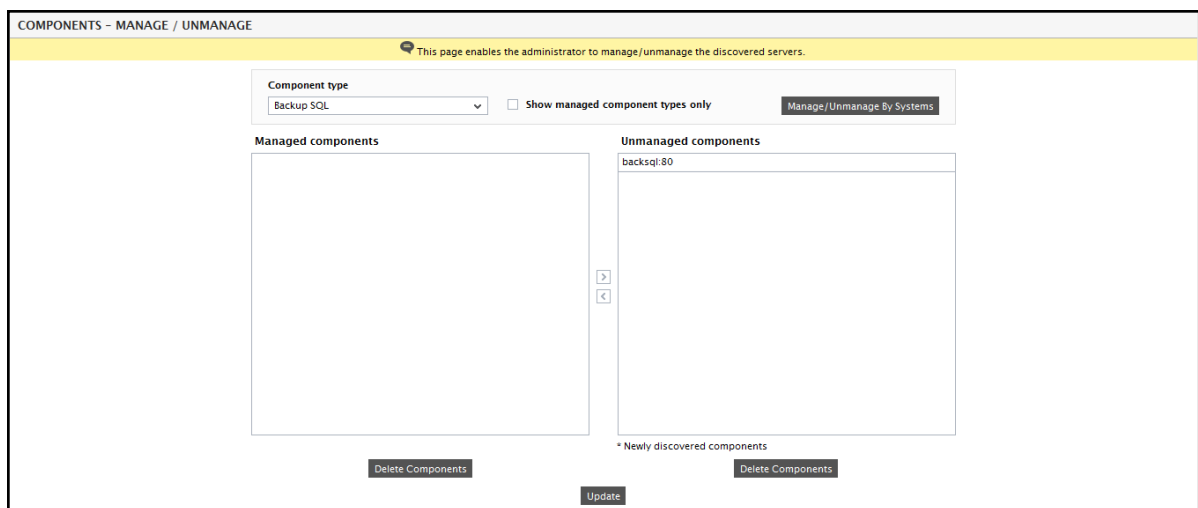 COMPONENTS - MANAGE / UNMANAGE
This page enables the administrator to manage/unmanage the discovered servers.
Component type
Backup SQL
Show managed component types only
Manage/Unmanage By Systems
Managed components
Unmanaged components
backsql:80
>
<
* Newly discovered components
Delete Components
Delete Components
Update